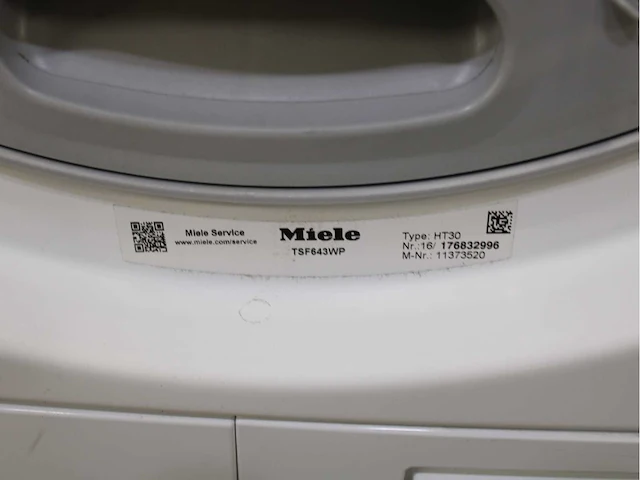 Miele Service
www.miele.com/service
Miele
TSF643WP
Type: HT30
Nr.:16/ 176832996
M-Nr.: 11373520